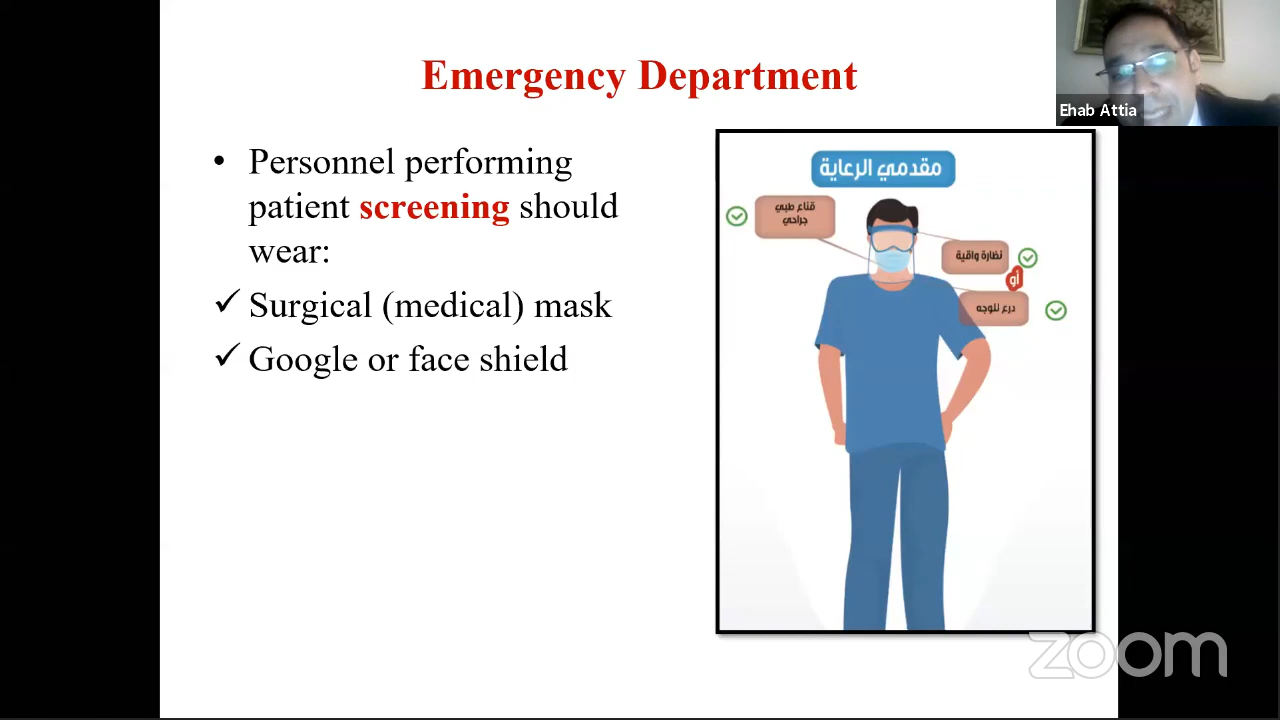 Emergency Department
Ehab Attia
• Personnel performing
patient screening should
wear:
✓ Surgical (medical) mask
✓ Google or face shield
مقدمي الرعاية
قناع طبي
جراحي
نظارة واقية
أو
درع للوجه
zoom